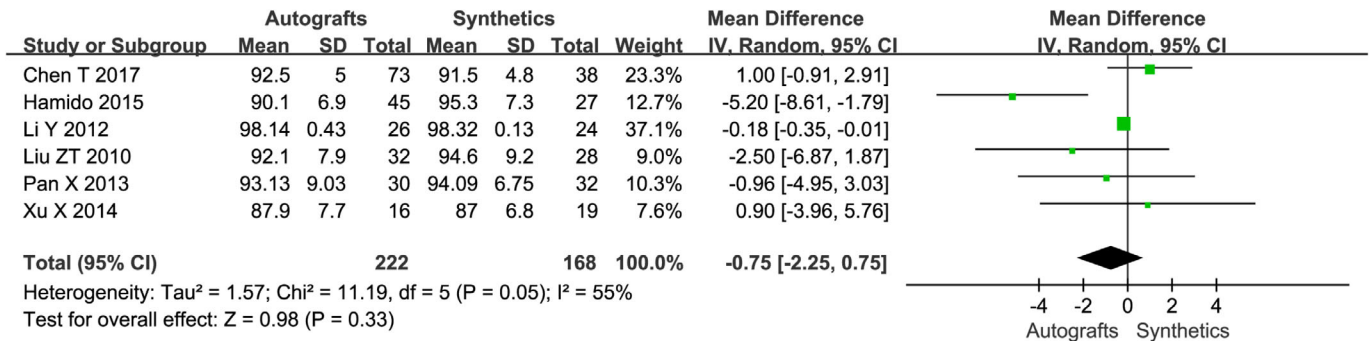 Autografts Synthetics Mean Difference Mean Difference
Study or Subgroup Mean SD Total Mean SD Total Weight IV, Random, 95% CI IV, Random, 95% CI
Chen T 2017 92.5 5 73 91.5 4.8 38 23.3% 1.00 [-0.91, 2.91]
Hamido 2015 90.1 6.9 45 95.3 7.3 27 12.7% -5.20 [-8.61, -1.79]
Li Y 2012 98.14 0.43 26 98.32 0.13 24 37.1% -0.18 [-0.35, -0.01]
Liu ZT 2010 92.1 7.9 32 94.6 9.2 28 9.0% -2.50 [-6.87, 1.87]
Pan X 2013 93.13 9.03 30 94.09 6.75 32 10.3% -0.96 [-4.95, 3.03]
Xu X 2014 87.9 7.7 16 87 6.8 19 7.6% 0.90 [-3.96, 5.76]
Total (95% CI) 222 168 100.0% -0.75 [-2.25, 0.75]
Heterogeneity: Tau² = 1.57; Chi² = 11.19, df = 5 (P = 0.05); I² = 55%
Test for overall effect: Z = 0.98 (P = 0.33)
-4 -2 0 2 4
Autografts Synthetics